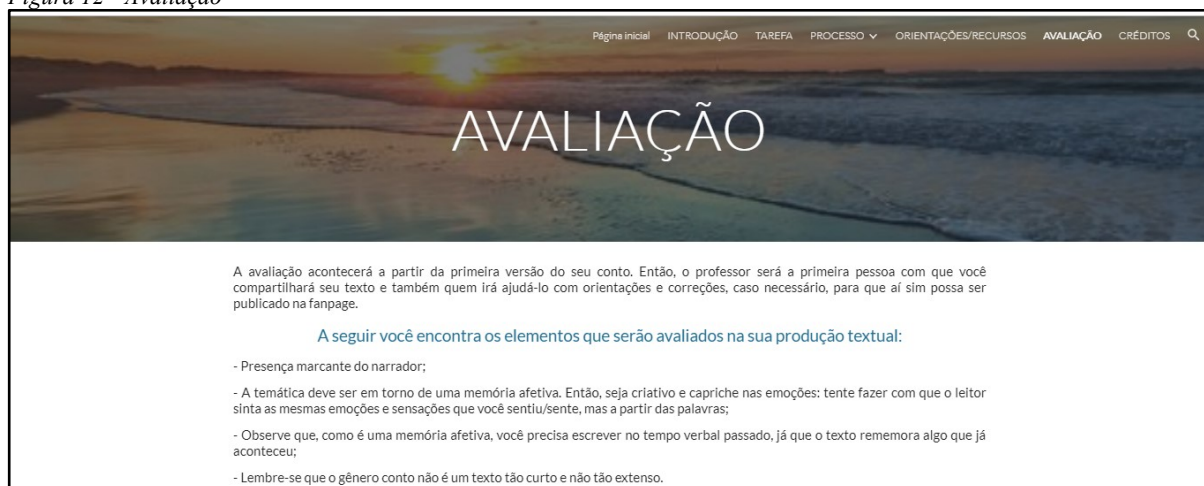 Figura 12 - Avaliação
Página inicial INTRODUÇÃO TAREFA PROCESSO ORIENTAÇÕES/RECURSOS AVALIAÇÃO CRÉDITOS
AVALIAÇÃO
A avaliação acontecerá a partir da primeira versão do seu conto. Então, o professor será a primeira pessoa com que você
compartilhará seu texto e também quem irá ajudá-lo com orientações e correções, caso necessário, para que aí sim possa ser
publicado na fanpage.
A seguir você encontra os elementos que serão avaliados na sua produção textual:
- Presença marcante do narrador;
- A temática deve ser em torno de uma memória afetiva. Então, seja criativo e capriche nas emoções: tente fazer com que o leitor
sinta as mesmas emoções e sensações que você sentiu/sente, mas a partir das palavras;
- Observe que, como é uma memória afetiva, você precisa escrever no tempo verbal passado, já que o texto rememora algo que já
aconteceu;
- Lembre-se que o gênero conto não é um texto tão curto e não tão extenso.